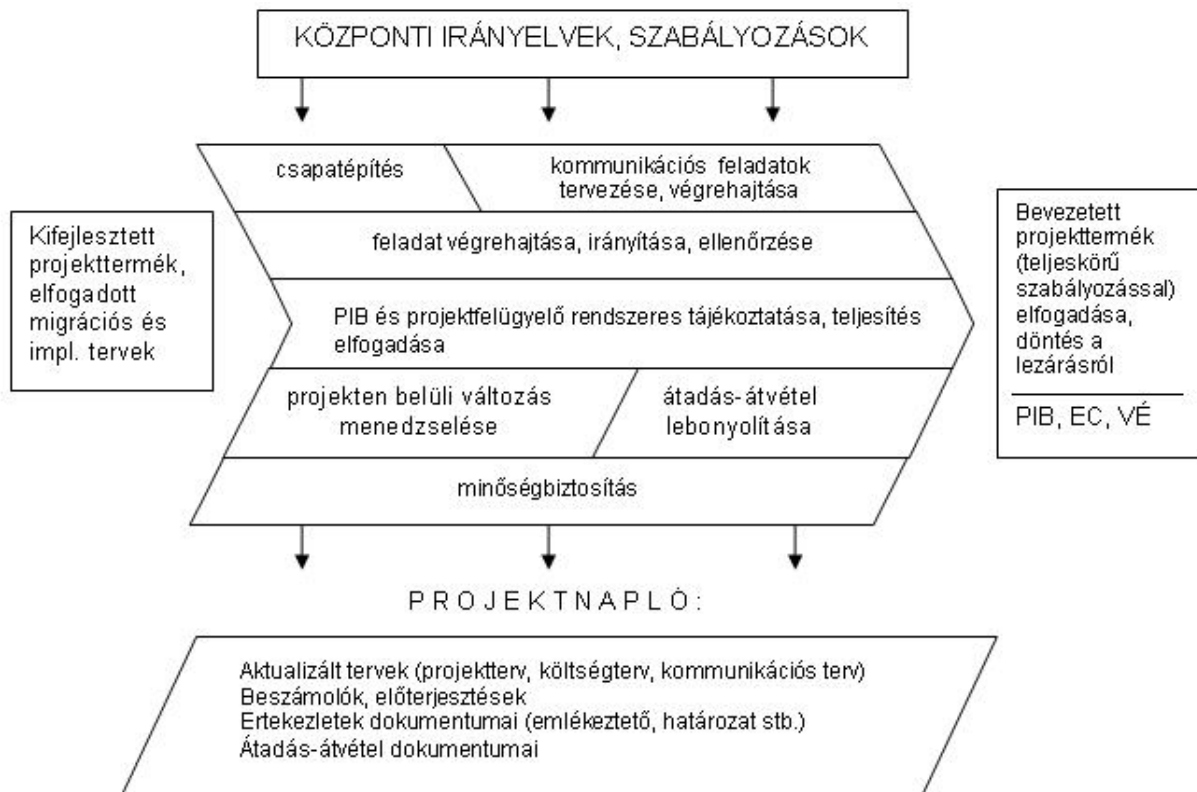 KÖZPONTI IRÁNYELVEK, SZABÁLYOZÁSOK
csapatépítés
kommunikációs feladatok
tervezése, végrehajtása
Kifejlesztett
projekttermék,
elfogadott
migrációs és
impl. tervek
feladat végrehajtása, irányítása, ellenőrzése
PIB és projektfelügyelő rendszeres tájékoztatása, teljesítés
elfogadása
projekten belüli változás
menedzselése
átadás-átvétel
lebonyolítása
minőségbiztosítás
Bevezetett
projekttermék
(teljeskörű
szabályozással)
elfogadása,
döntés a
lezárásról
PIB, EC, VÉ
PROJEKTNAPLÓ:
Aktualizált tervek (projektterv, költségterv, kommunikációs terv)
Beszámolók, előterjesztések
Ertekezletek dokumentumai (emlékeztető, határozat stb.)
Átadás-átvétel dokumentumai